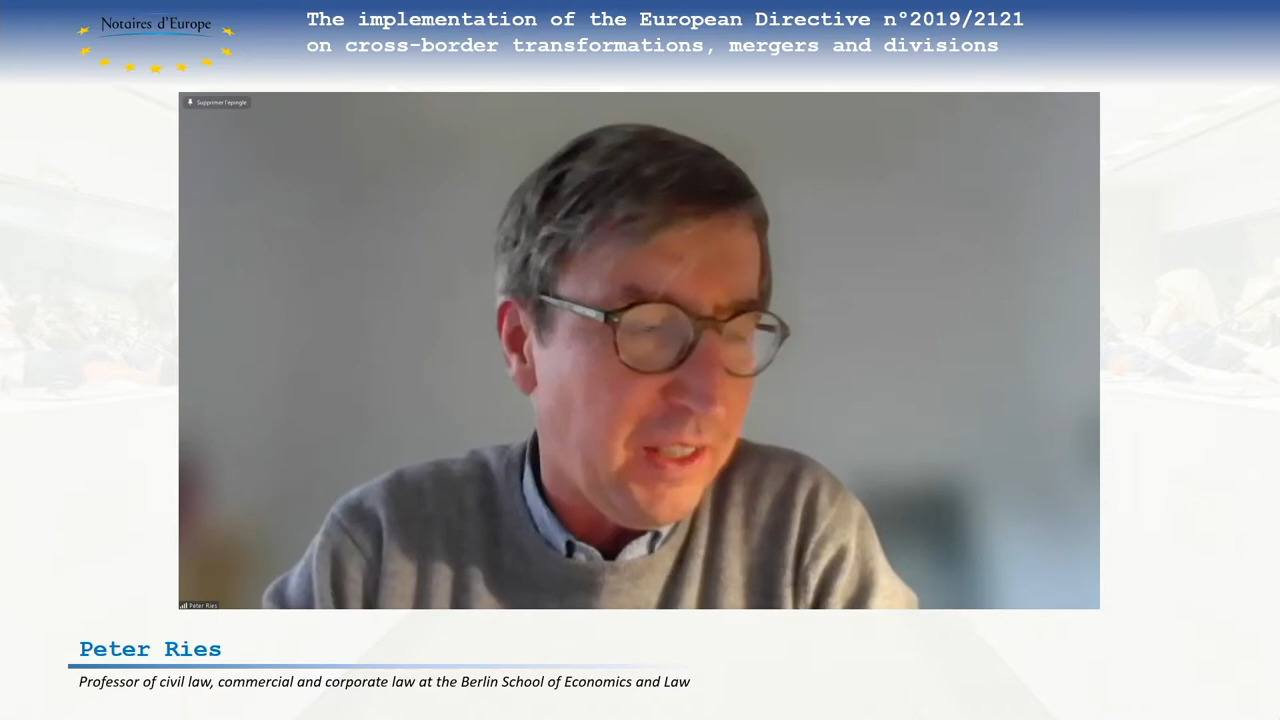 Notaires d'Europe
The implementation of the European Directive n°2019/2121
on cross-border transformations, mergers and divisions
Supprimer l'épingle
Peter Ries
Peter Ries
Professor of civil law, commercial and corporate law at the Berlin School of Economics and Law